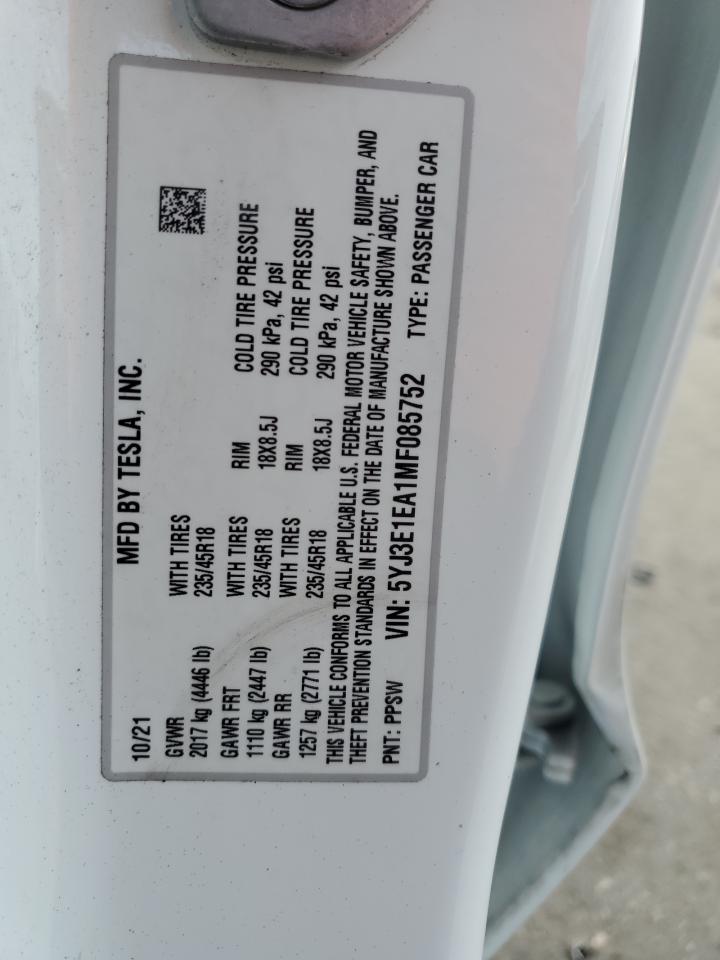 10/21 MFD BY TESLA, INC.
GVWR WITH TIRES
2017 kg (4446 lb) 235/45R18
GAWR FRT WITH TIRES RIM COLD TIRE PRESSURE
1110 kg (2447 lb) 235/45R18 18X8.5J 290 kPa, 42 psi
GAWR RR WITH TIRES RIM COLD TIRE PRESSURE
1257 kg (2771 lb) 235/45R18 18X8.5J 290 kPa, 42 psi
THIS VEHICLE CONFORMS TO ALL APPLICABLE U.S. FEDERAL MOTOR VEHICLE SAFETY, BUMPER, AND
THEFT PREVENTION STANDARDS IN EFFECT ON THE DATE OF MANUFACTURE SHOWN ABOVE.
PNT: PPSW VIN: 5YJ3E1EA1MF085752 TYPE: PASSENGER CAR